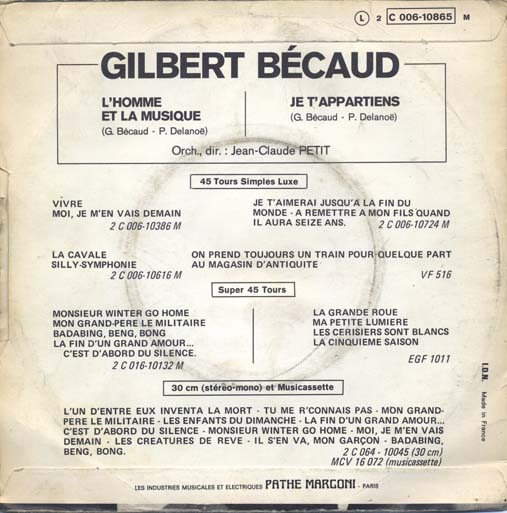 Ⓛ 2 C 006-10865 M
GILBERT BÉCAUD
L'HOMME
ET LA MUSIQUE
(G. Bécaud - P. Delanoë)
JE T'APPARTIENS
(G. Bécaud - P. Delanoë)
Orch., dir. : Jean-Claude PETIT
45 Tours Simples Luxe
VIVRE
MOI, JE M'EN VAIS DEMAIN
2 C 006-10386 M
JE T'AIMERAI JUSQU'A LA FIN DU
MONDE - A REMETTRE A MON FILS QUAND
IL AURA SEIZE ANS. 2 C 006-10724 M
LA CAVALE
SILLY-SYMPHONIE
2 C 006-10616 M
ON PREND TOUJOURS UN TRAIN POUR QUELQUE PART
AU MAGASIN D'ANTIQUITE
VF 516
Super 45 Tours
MONSIEUR WINTER GO HOME
MON GRAND-PERE LE MILITAIRE
BADABING, BENG, BONG
LA FIN D'UN GRAND AMOUR...
C'EST D'ABORD DU SILENCE.
2 C 016-10132 M
LA GRANDE ROUE
MA PETITE LUMIERE
LES CERISIERS SONT BLANCS
LA CINQUIEME SAISON
EGF 1011
30 cm (stéréo-mono) et Musicassette
L'UN D'ENTRE EUX INVENTA LA MORT - TU ME R'CONNAIS PAS - MON GRAND-
PERE LE MILITAIRE - LES ENFANTS DU DIMANCHE - LA FIN D'UN GRAND AMOUR...
C'EST D'ABORD DU SILENCE - MONSIEUR WINTER GO HOME - MOI, JE M'EN VAIS
DEMAIN - LES CREATURES DE REVE - IL S'EN VA, MON GARÇON - BADABING,
BENG, BONG. 2 C 064 - 10045 (30 cm)
MCV 16 072 (musicassette)
I.D.N. Made in France
LES INDUSTRIES MUSICALES ET ELECTRIQUES PATHE MARCONI - PARIS